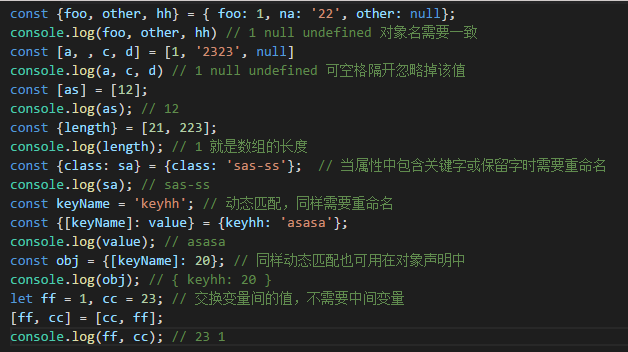 const {foo, other, hh} = { foo: 1, na: '22', other: null};
console.log(foo, other, hh) // 1 null undefined 对象名需要一致
const [a, , c, d] = [1, '2323', null]
console.log(a, c, d) // 1 null undefined 可空格隔开忽略掉该值
const [as] = [12];
console.log(as); // 12
const {length} = [21, 223];
console.log(length); // 1 就是数组的长度
const {class: sa} = {class: 'sas-ss'};  // 当属性中包含关键字或保留字时需要重命名
console.log(sa); // sas-ss
const keyName = 'keyhh'; // 动态匹配，同样需要重命名
const {[keyName]: value} = {keyhh: 'asasa'};
console.log(value); // asasa
const obj = {[keyName]: 20}; // 同样动态匹配也可用在对象声明中
console.log(obj); // { keyhh: 20 }
let ff = 1, cc = 23; // 交换变量间的值，不需要中间变量
[ff, cc] = [cc, ff];
console.log(ff, cc); // 23 1